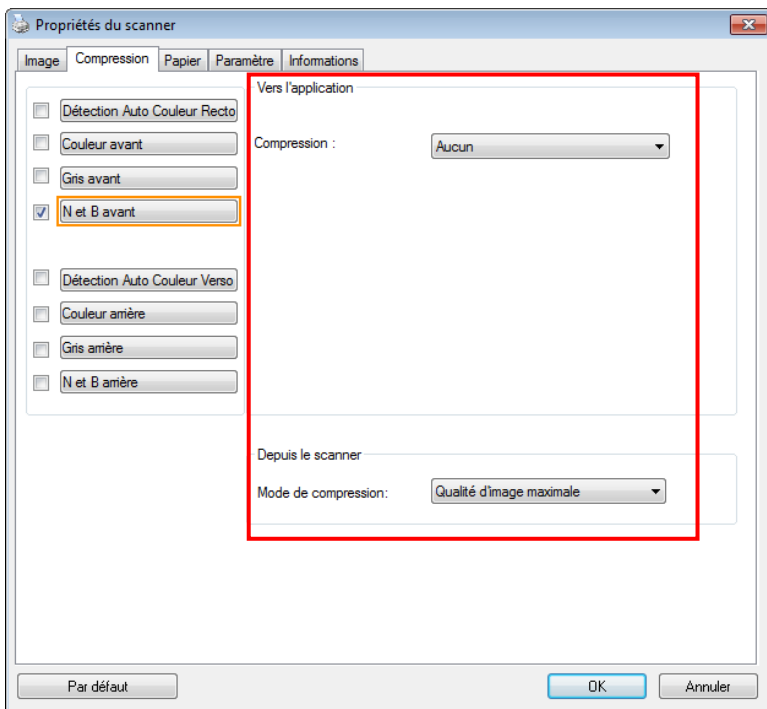 Propriétés du scanner
Image Compression Papier Paramètre Informations
Vers l'application
Détection Auto Couleur Recto
Couleur avant
Compression : Aucun
Gris avant
N et B avant
Détection Auto Couleur Verso
Couleur arrière
Gris arrière
N et B arrière
Depuis le scanner
Mode de compression: Qualité d'image maximale
Par défaut OK Annuler